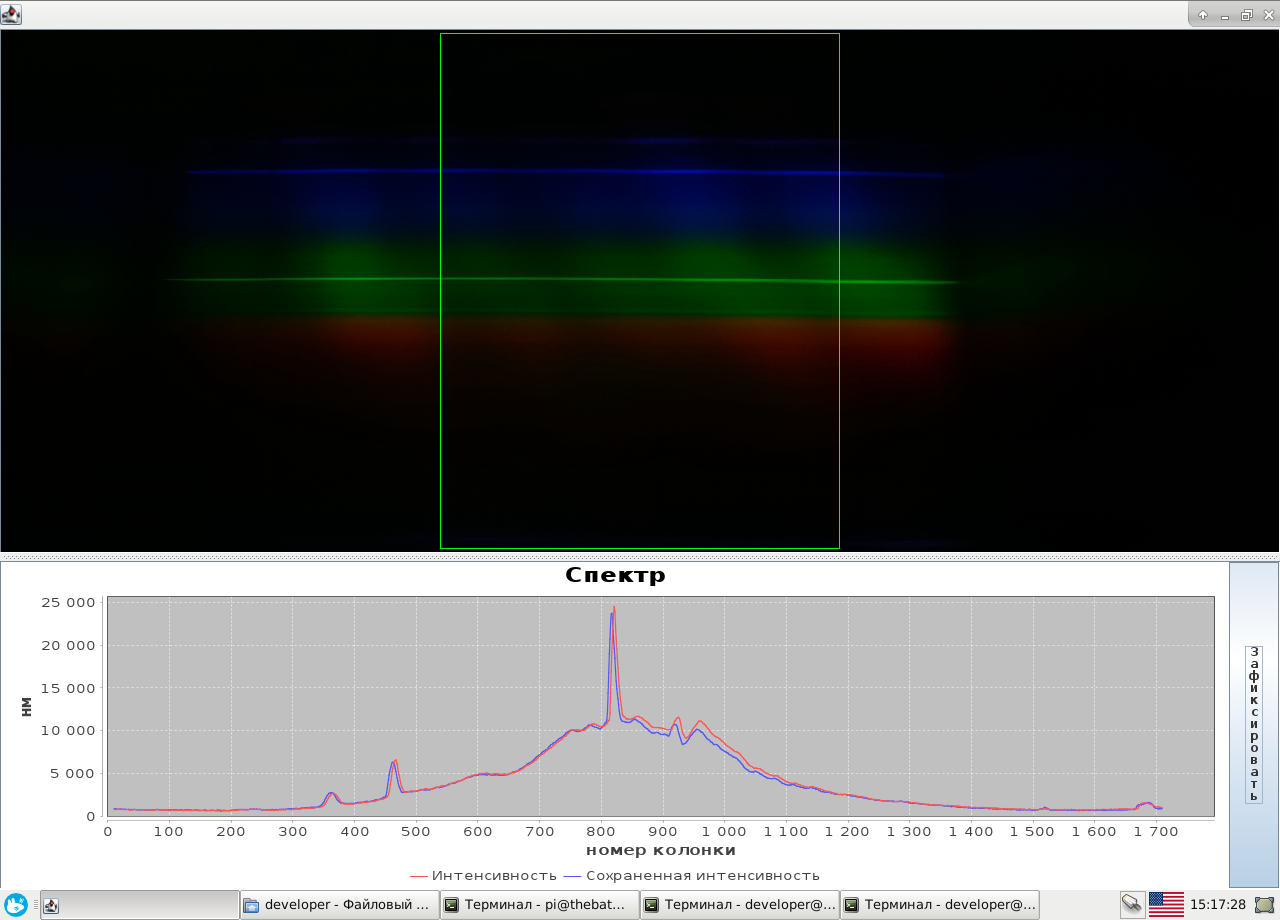 Спектр
25 000
20 000
15 000
10 000
5 000
0
нм
0 100 200 300 400 500 600 700 800 900 1 000 1 100 1 200 1 300 1 400 1 500 1 600 1 700
номер колонки
Интенсивность Сохраненная интенсивность
Зафиксировать
developer - Файловый ... Терминал - pi@thebat... Терминал - developer@... Терминал - developer@... 15:17:28